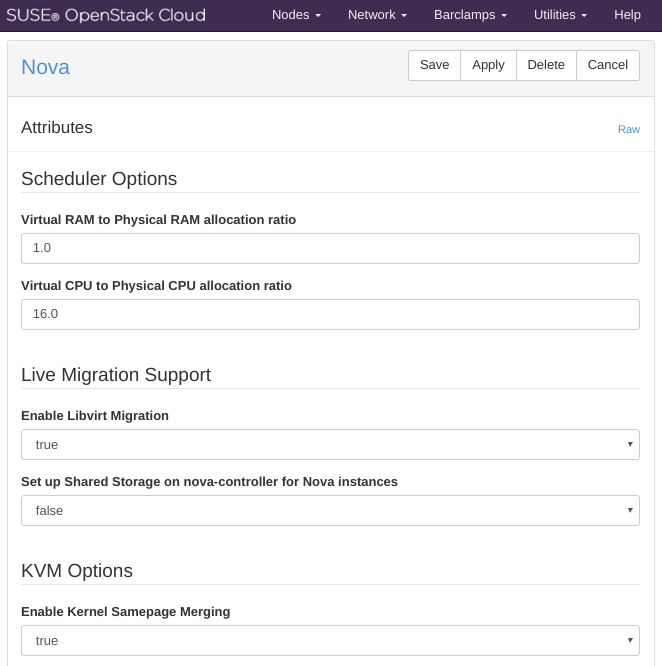 SUSE® OpenStack Cloud Nodes Network Barclamps Utilities Help
Nova Save Apply Delete Cancel
Attributes Raw
Scheduler Options
Virtual RAM to Physical RAM allocation ratio
1.0
Virtual CPU to Physical CPU allocation ratio
16.0
Live Migration Support
Enable Libvirt Migration
true
Set up Shared Storage on nova-controller for Nova instances
false
KVM Options
Enable Kernel Samepage Merging
true